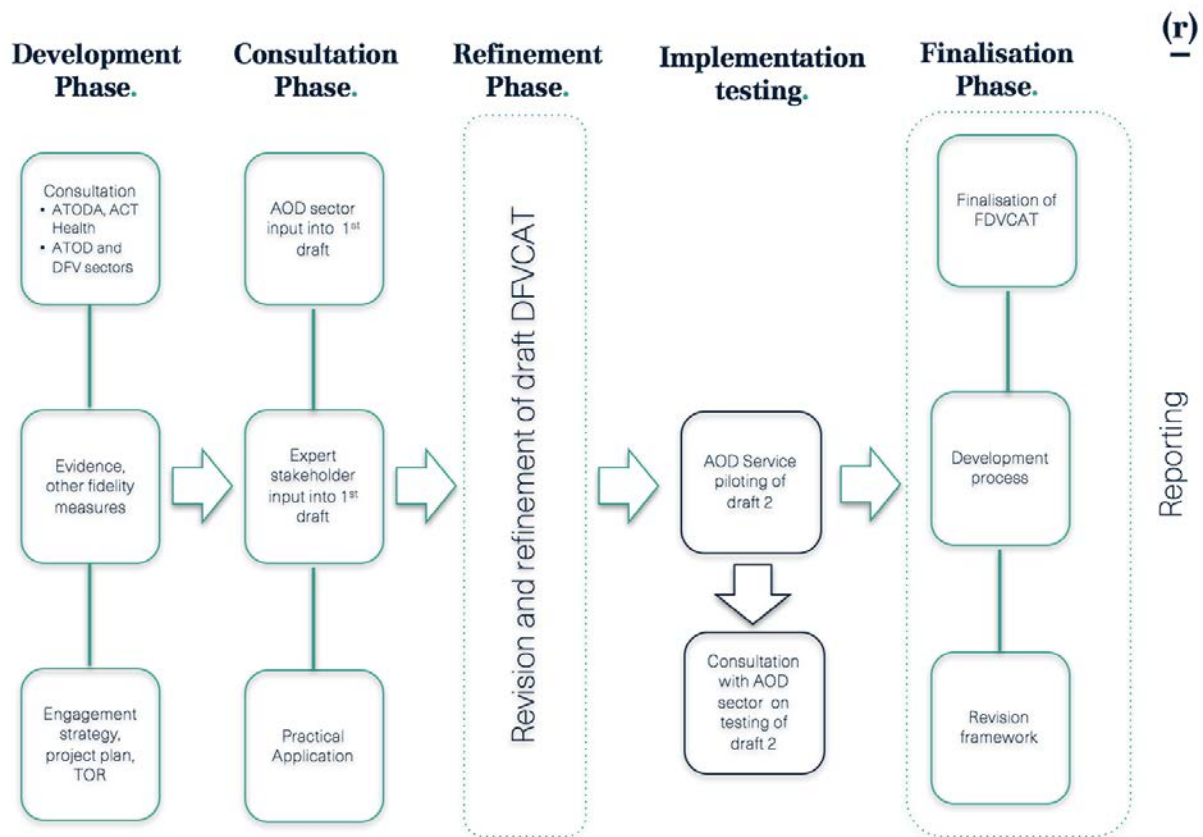 (r)
Development
Phase.
Consultation
Phase.
Refinement
Phase.
Implementation
testing.
Finalisation
Phase.
Consultation
▪ ATODA, ACT
Health
▪ ATOD and
DFV sectors
Evidence,
other fidelity
measures
Engagement
strategy,
project plan,
TOR
AOD sector
input into 1st
draft
Expert
stakeholder
input into 1st
draft
Practical
Application
Revision and refinement of draft DFVCAT
AOD Service
piloting of
draft 2
Consultation
with AOD
sector on
testing of
draft 2
Finalisation of
FDVCAT
Development
process
Revision
framework
Reporting